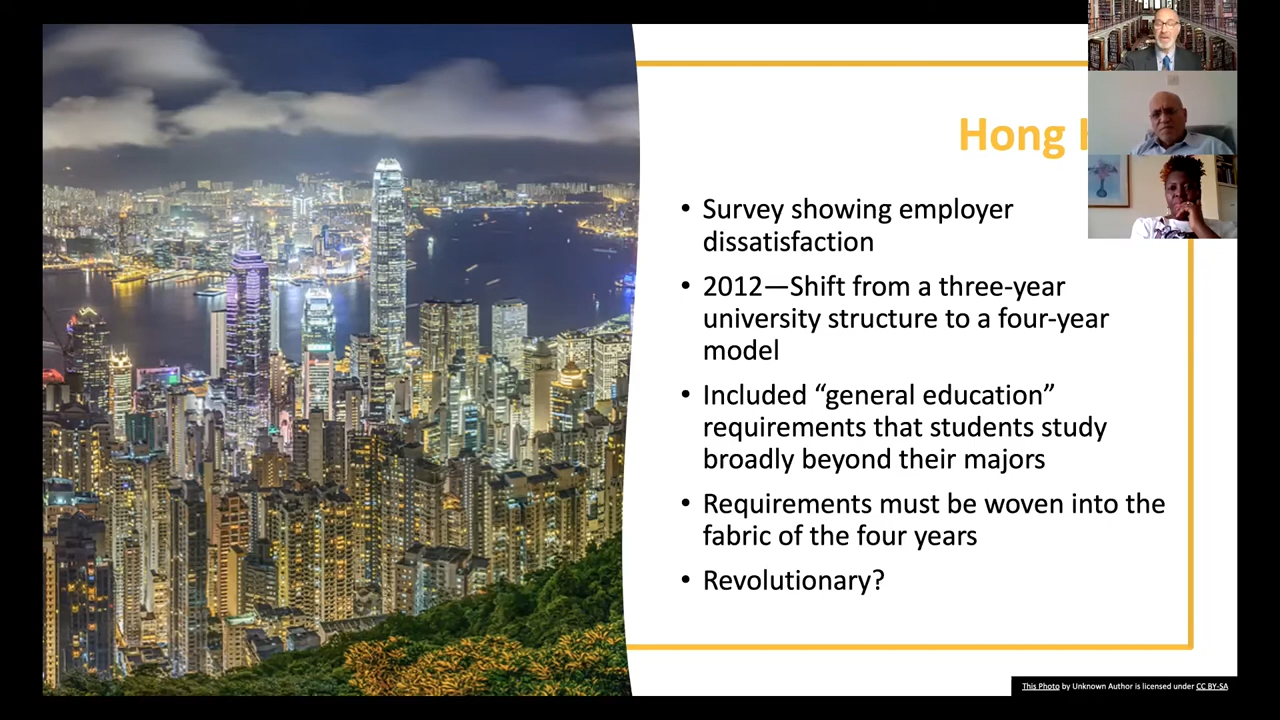 Hong
• Survey showing employer
dissatisfaction
• 2012—Shift from a three-year
university structure to a four-year
model
• Included “general education”
requirements that students study
broadly beyond their majors
• Requirements must be woven into the
fabric of the four years
• Revolutionary?
This Photo by Unknown Author is licensed under CC BY-SA